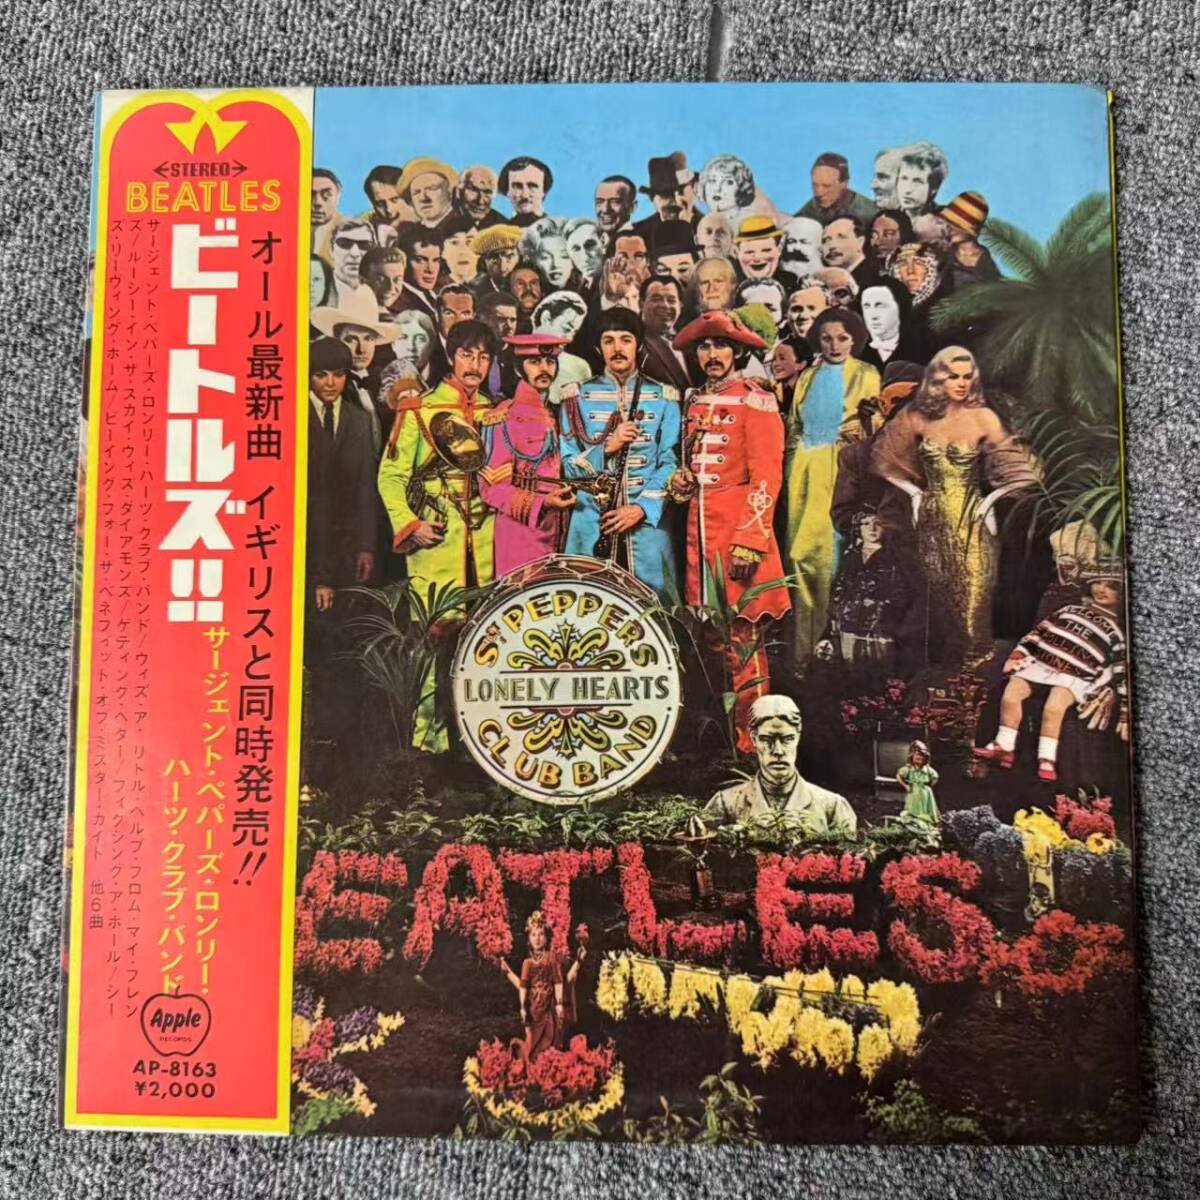 STEREO
BEATLES
ビートルズ!!
オール最新曲 イギリスと同時発売!!
サージェント・ペパーズ・ロンリー・
ハーツ・クラブ・バンド
サージェント・ペパーズ・ロンリー・ハーツ・クラブ・バンド/ウィズ・ア・リトル・ヘルプ・フロム・マイ・フレン
ズ/ルーシー・イン・ザ・スカイ・ウィズ・ダイアモンズ/ゲティング・ベター/フィクシング・ア・ホール/シー
ズ・リーヴィング・ホーム/ビーイング・フォー・ザ・ベネフィット・オブ・ミスター・カイト 他6曲
Apple
RECORDS
AP-8163
¥2,000
SGT PEPPERS
LONELY HEARTS
CLUB BAND
WELCOME
THE
EATLES